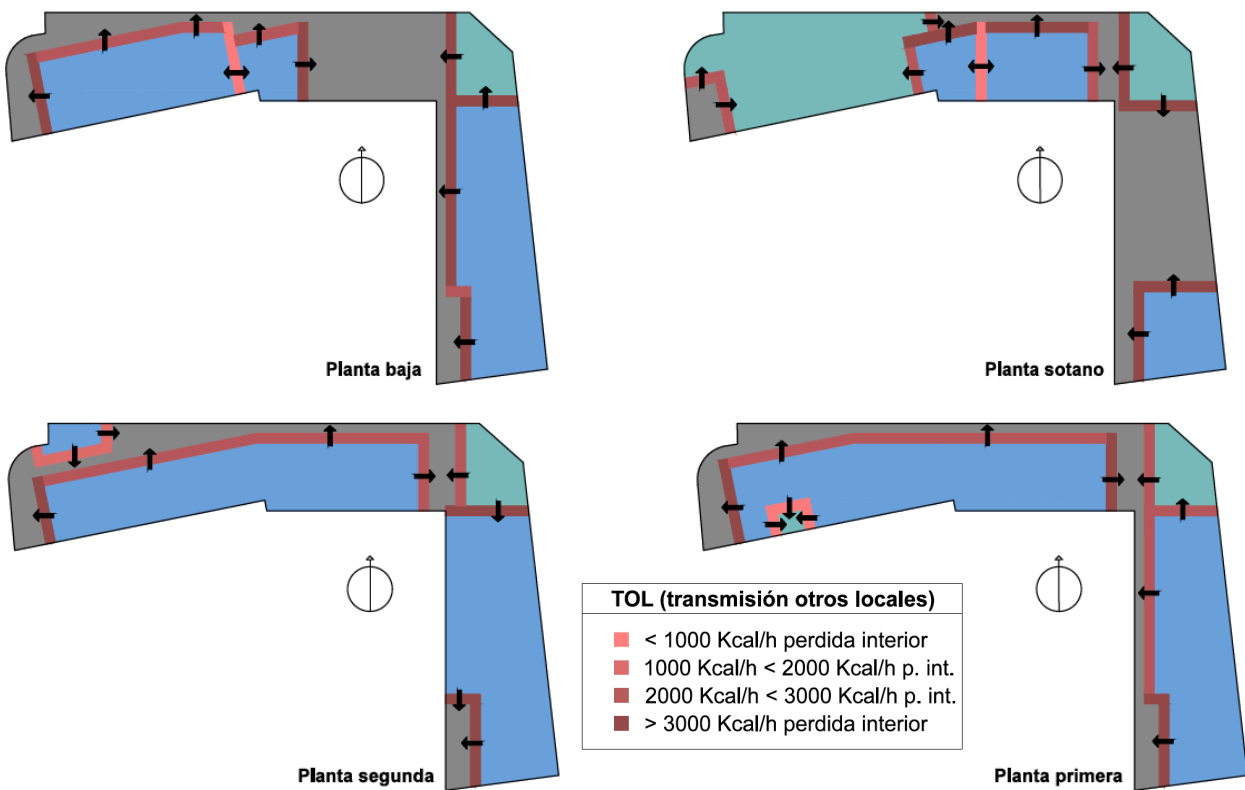 Planta baja
Planta sotano
TOL (transmisión otros locales)
< 1000 Kcal/h perdida interior
1000 Kcal/h < 2000 Kcal/h p. int.
2000 Kcal/h < 3000 Kcal/h p. int.
> 3000 Kcal/h perdida interior
Planta segunda
Planta primera